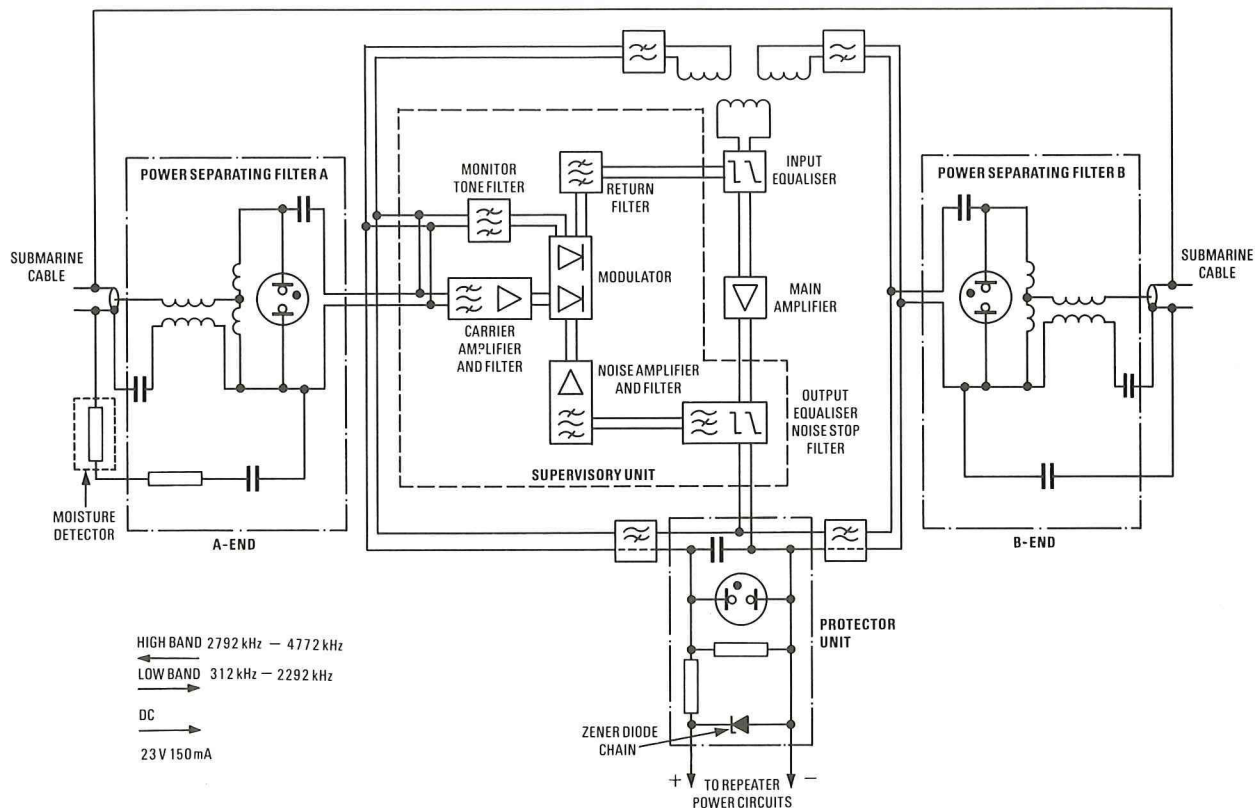 POWER SEPARATING FILTER A
SUBMARINE
CABLE
MOISTURE
DETECTOR
A-END
MONITOR
TONE FILTER
RETURN
FILTER
INPUT
EQUALISER
MODULATOR
MAIN
AMPLIFIER
CARRIER
AMPLIFIER
AND FILTER
NOISE AMPLIFIER
AND FILTER
OUTPUT
EQUALISER
NOISE STOP
FILTER
SUPERVISORY UNIT
POWER SEPARATING FILTER B
SUBMARINE
CABLE
B-END
PROTECTOR
UNIT
ZENER DIODE
CHAIN
+ TO REPEATER −
POWER CIRCUITS
HIGH BAND 2792 kHz — 4772 kHz
LOW BAND 312 kHz — 2292 kHz
DC
23 V 150 mA